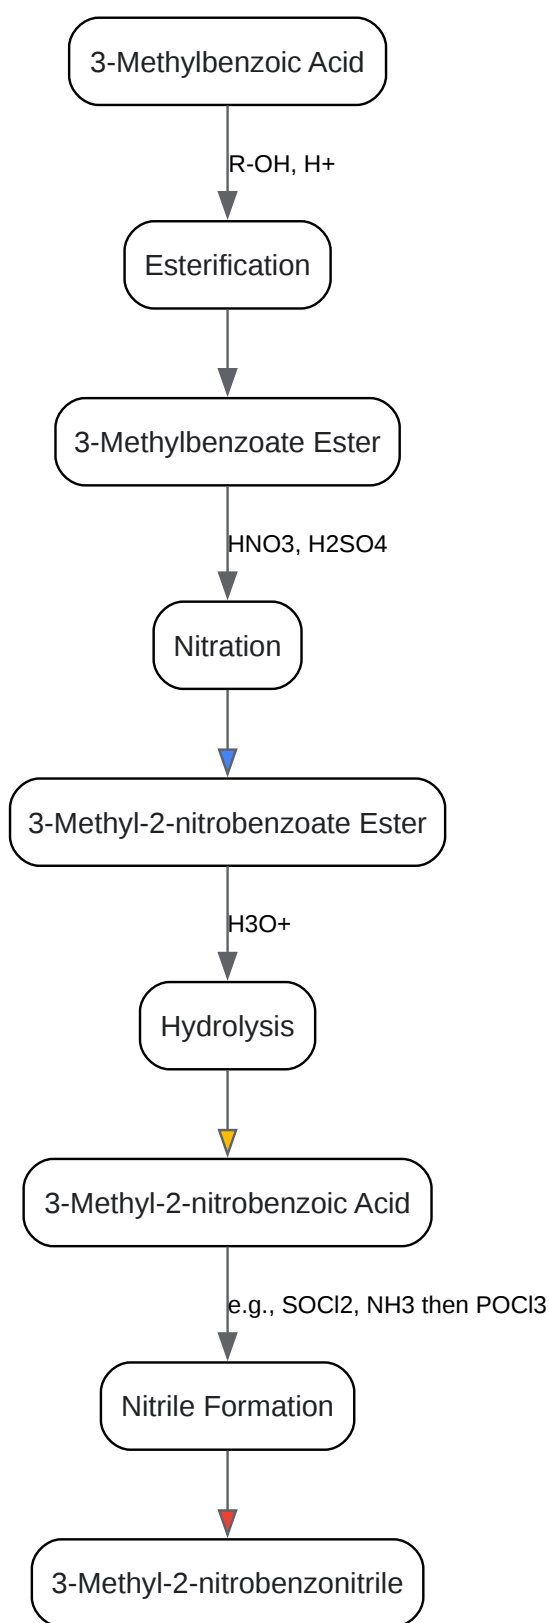 3-Methylbenzoic Acid
R-OH, H+
Esterification
3-Methylbenzoate Ester
HNO3, H2SO4
Nitration
3-Methyl-2-nitrobenzoate Ester
H3O+
Hydrolysis
3-Methyl-2-nitrobenzoic Acid
e.g., SOCl2, NH3 then POCl3
Nitrile Formation
3-Methyl-2-nitrobenzonitrile